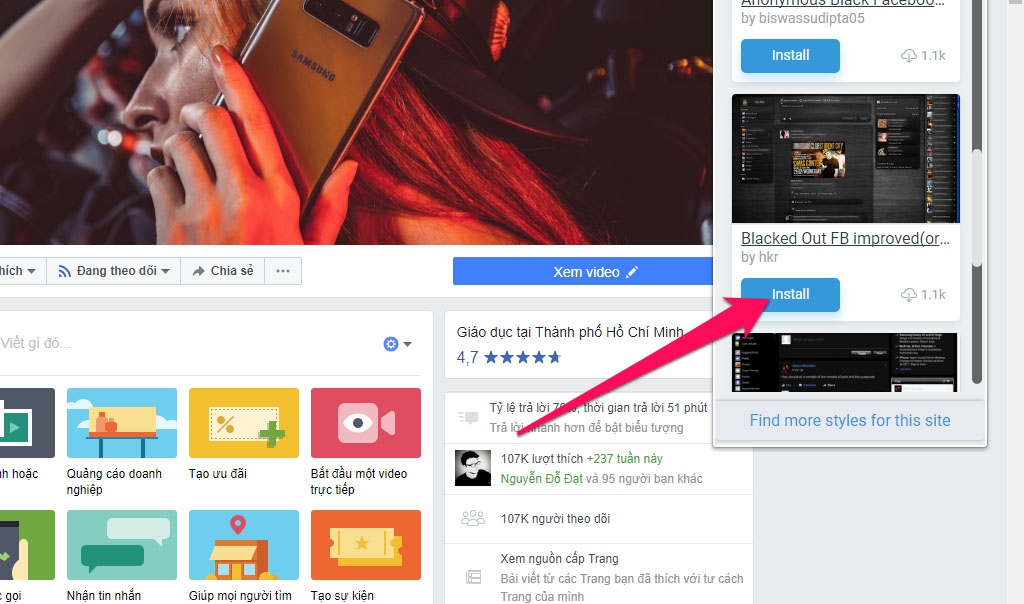 SAMSUNG
hích
Đang theo dõi
Chia sẻ
Xem video
Viết gì đó...
nh hoặc
Quảng cáo doanh
nghiệp
Tạo ưu đãi
Bắt đầu một video
trực tiếp
gọi
Nhận tin nhắn
Giúp mọi người tìm
Tạo sự kiện
Giáo dục tại Thành phố Hồ Chí Minh
4,7
Tỷ lệ trả lời 79%, thời gian trả lời 51 phút
Trả lời nhanh hơn để bật biểu tượng
107K lượt thích +237 tuần này
Nguyễn Đỗ Đạt và 95 người bạn khác
107K người theo dõi
Xem nguồn cấp Trang
Bài viết từ các Trang bạn đã thích với tư cách
Trang của mình
Anonymous Black Faceboo...
by biswassudipta05
Install
1.1k
Blacked Out FB improved(or...
by hkr
Install
1.1k
Find more styles for this site